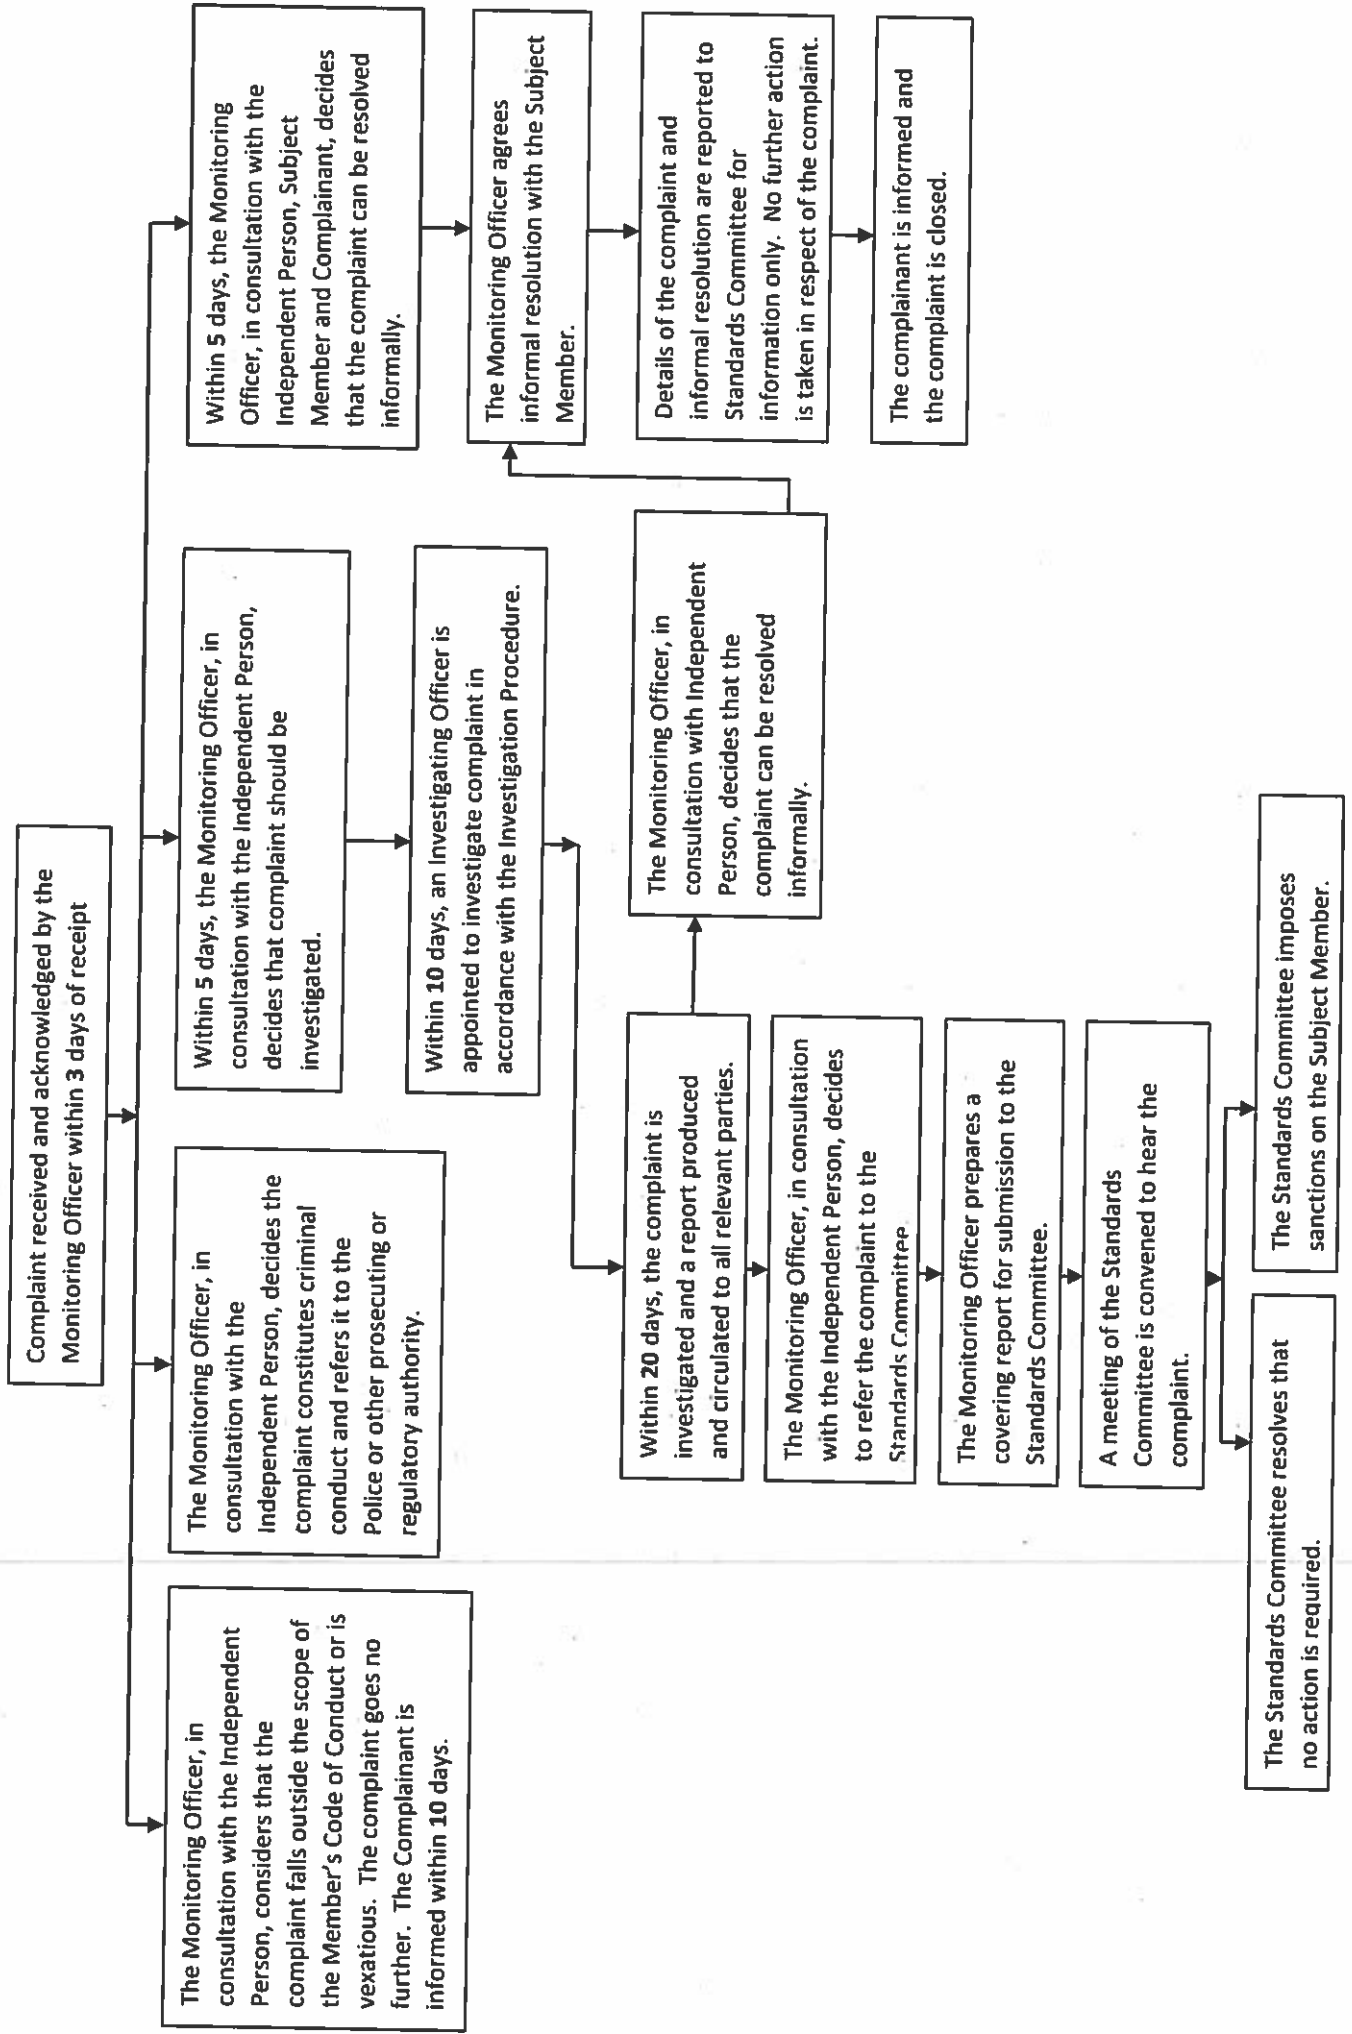 Complaint received and acknowledged by the
Monitoring Officer within 3 days of receipt
The Monitoring Officer, in
consultation with the Independent
Person, considers that the
complaint falls outside the scope of
the Member's Code of Conduct or is
vexatious. The complaint goes no
further. The Complainant is
informed within 10 days.
The Monitoring Officer, in
consultation with the
Independent Person, decides the
complaint constitutes criminal
conduct and refers it to the
Police or other prosecuting or
regulatory authority.
Within 5 days, the Monitoring Officer, in
consultation with the Independent Person,
decides that complaint should be
investigated.
Within 5 days, the Monitoring
Officer, in consultation with the
Independent Person, Subject
Member and Complainant, decides
that the complaint can be resolved
informally.
Within 10 days, an Investigating Officer is
appointed to investigate complaint in
accordance with the Investigation Procedure.
The Monitoring Officer agrees
informal resolution with the Subject
Member.
Within 20 days, the complaint is
investigated and a report produced
and circulated to all relevant parties.
The Monitoring Officer, in
consultation with Independent
Person, decides that the
complaint can be resolved
informally.
Details of the complaint and
informal resolution are reported to
Standards Committee for
information only. No further action
is taken in respect of the complaint.
The Monitoring Officer, in consultation
with the Independent Person, decides
to refer the complaint to the
Standards Committee.
The complainant is informed and
the complaint is closed.
The Monitoring Officer prepares a
covering report for submission to the
Standards Committee.
A meeting of the Standards
Committee is convened to hear the
complaint.
The Standards Committee resolves that
no action is required.
The Standards Committee imposes
sanctions on the Subject Member.